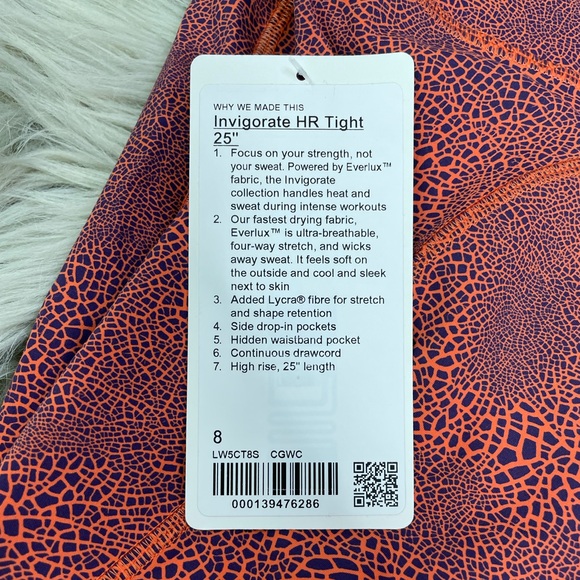 WHY WE MADE THIS
Invigorate HR Tight
25"
1. Focus on your strength, not
your sweat. Powered by Everlux™
fabric, the Invigorate
collection handles heat and
sweat during intense workouts
2. Our fastest drying fabric,
Everlux™ is ultra-breathable,
four-way stretch, and wicks
away sweat. It feels soft on
the outside and cool and sleek
next to skin
3. Added Lycra® fibre for stretch
and shape retention
4. Side drop-in pockets
5. Hidden waistband pocket
6. Continuous drawcord
7. High rise, 25" length
8
LW5CT8S CGWC
000139476286